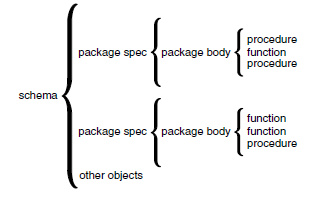 procedure
package spec package body function
procedure
schema
function
package spec package body function
procedure
other objects